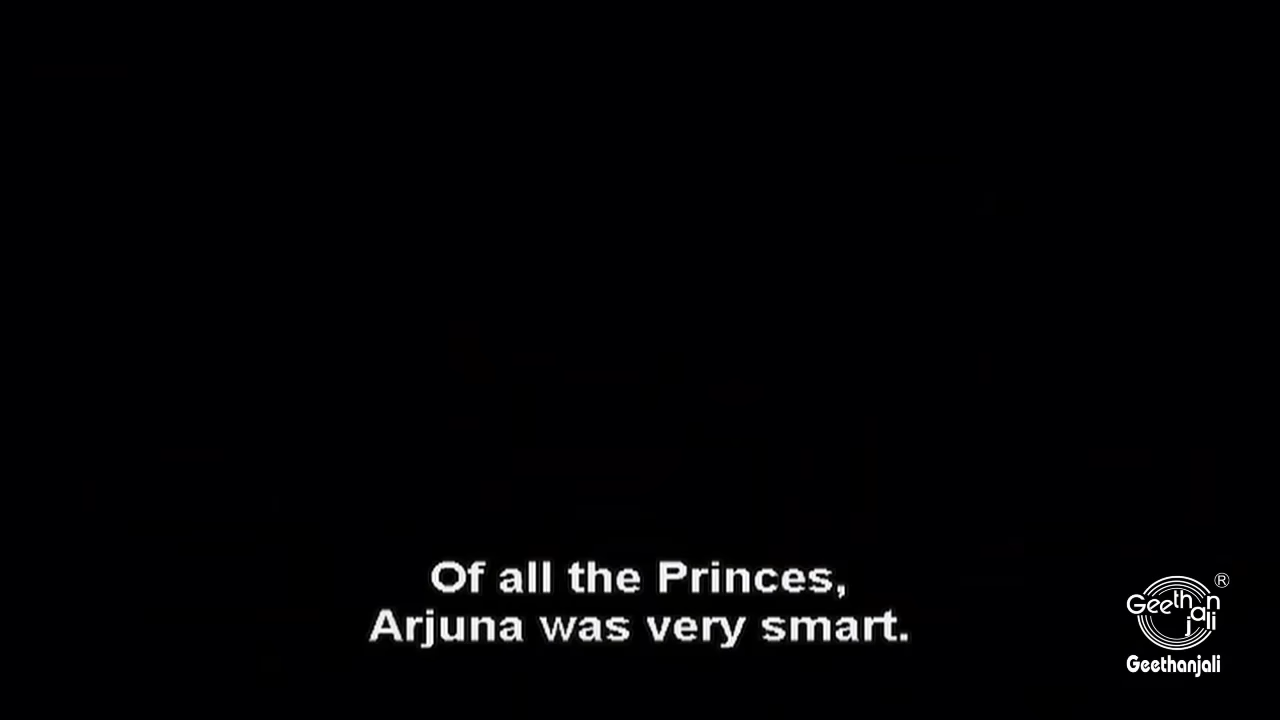 Of all the Princes,
Arjuna was very smart.
Geethanjali ®
Geethanjali